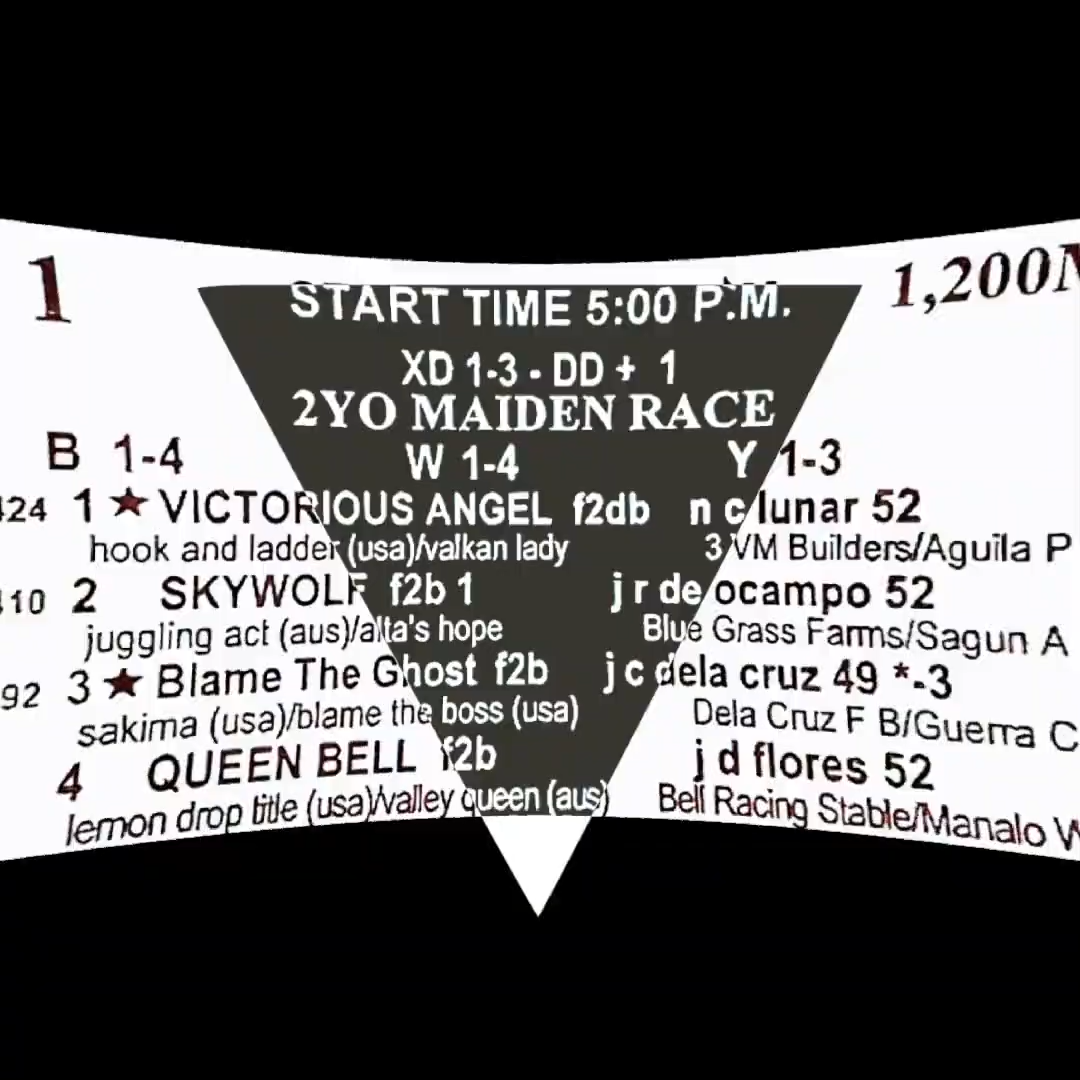 1 START TIME 5:00 P.M. 1,200M
XD 1-3 - DD + 1
2YO MAIDEN RACE
B 1-4 W 1-4 Y 1-3
424 1 ★ VICTORIOUS ANGEL f2db n c lunar 52
hook and ladder (usa)/valkan lady 3 VM Builders/Aguila P
410 2 SKYWOLF f2b 1 j r de ocampo 52
juggling act (aus)/alta's hope Blue Grass Farms/Sagun A
92 3 ★ Blame The Ghost f2b j c dela cruz 49 *-3
sakima (usa)/blame the boss (usa) Dela Cruz F B/Guerra C
4 QUEEN BELL f2b j d flores 52
lemon drop title (usa)/valley queen (aus) Bell Racing Stable/Manalo